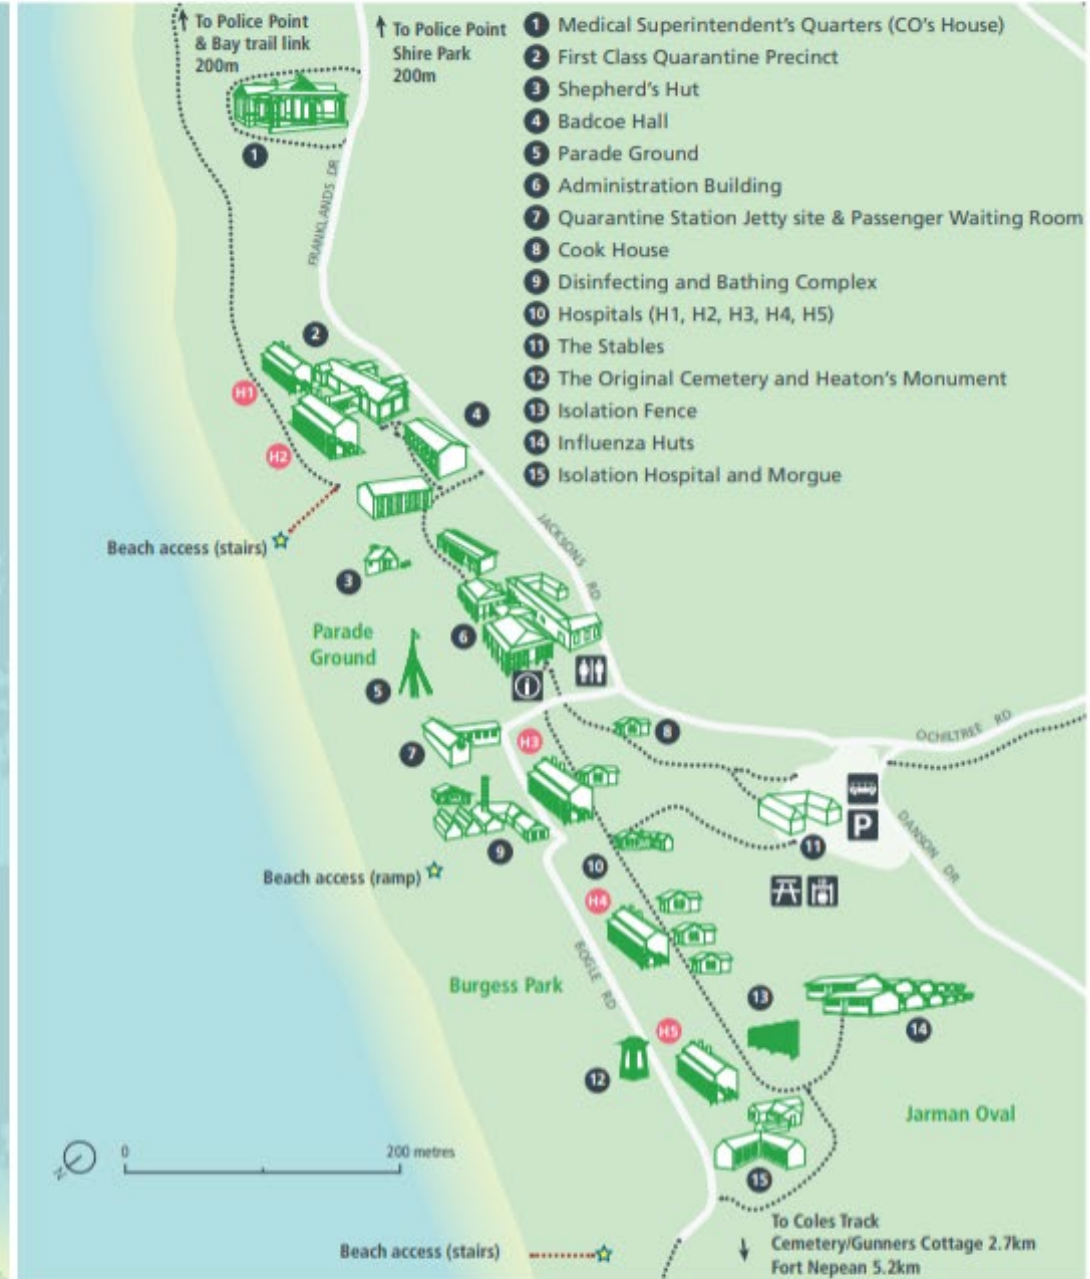 To Police Point
& Bay trail link
200m
To Police Point
Shire Park
200m
1 Medical Superintendent's Quarters (CO's House)
2 First Class Quarantine Precinct
3 Shepherd's Hut
4 Badcoe Hall
5 Parade Ground
6 Administration Building
7 Quarantine Station Jetty site & Passenger Waiting Room
8 Cook House
9 Disinfecting and Bathing Complex
10 Hospitals (H1, H2, H3, H4, H5)
11 The Stables
12 The Original Cemetery and Heaton's Monument
13 Isolation Fence
14 Influenza Huts
15 Isolation Hospital and Morgue
1
FRANKLANDS DR
2
H1
4
H2
JACKSONS RD
Beach access (stairs)
3
Parade
Ground
6
5
i
8
OCHILTREE RD
7
H3
P
DANSON DR
11
9
10
Beach access (ramp)
H4
BOGLE RD
Burgess Park
13
14
H5
12
Jarman Oval
N
0
200 metres
15
To Coles Track
Cemetery/Gunners Cottage 2.7km
Fort Nepean 5.2km
Beach access (stairs)